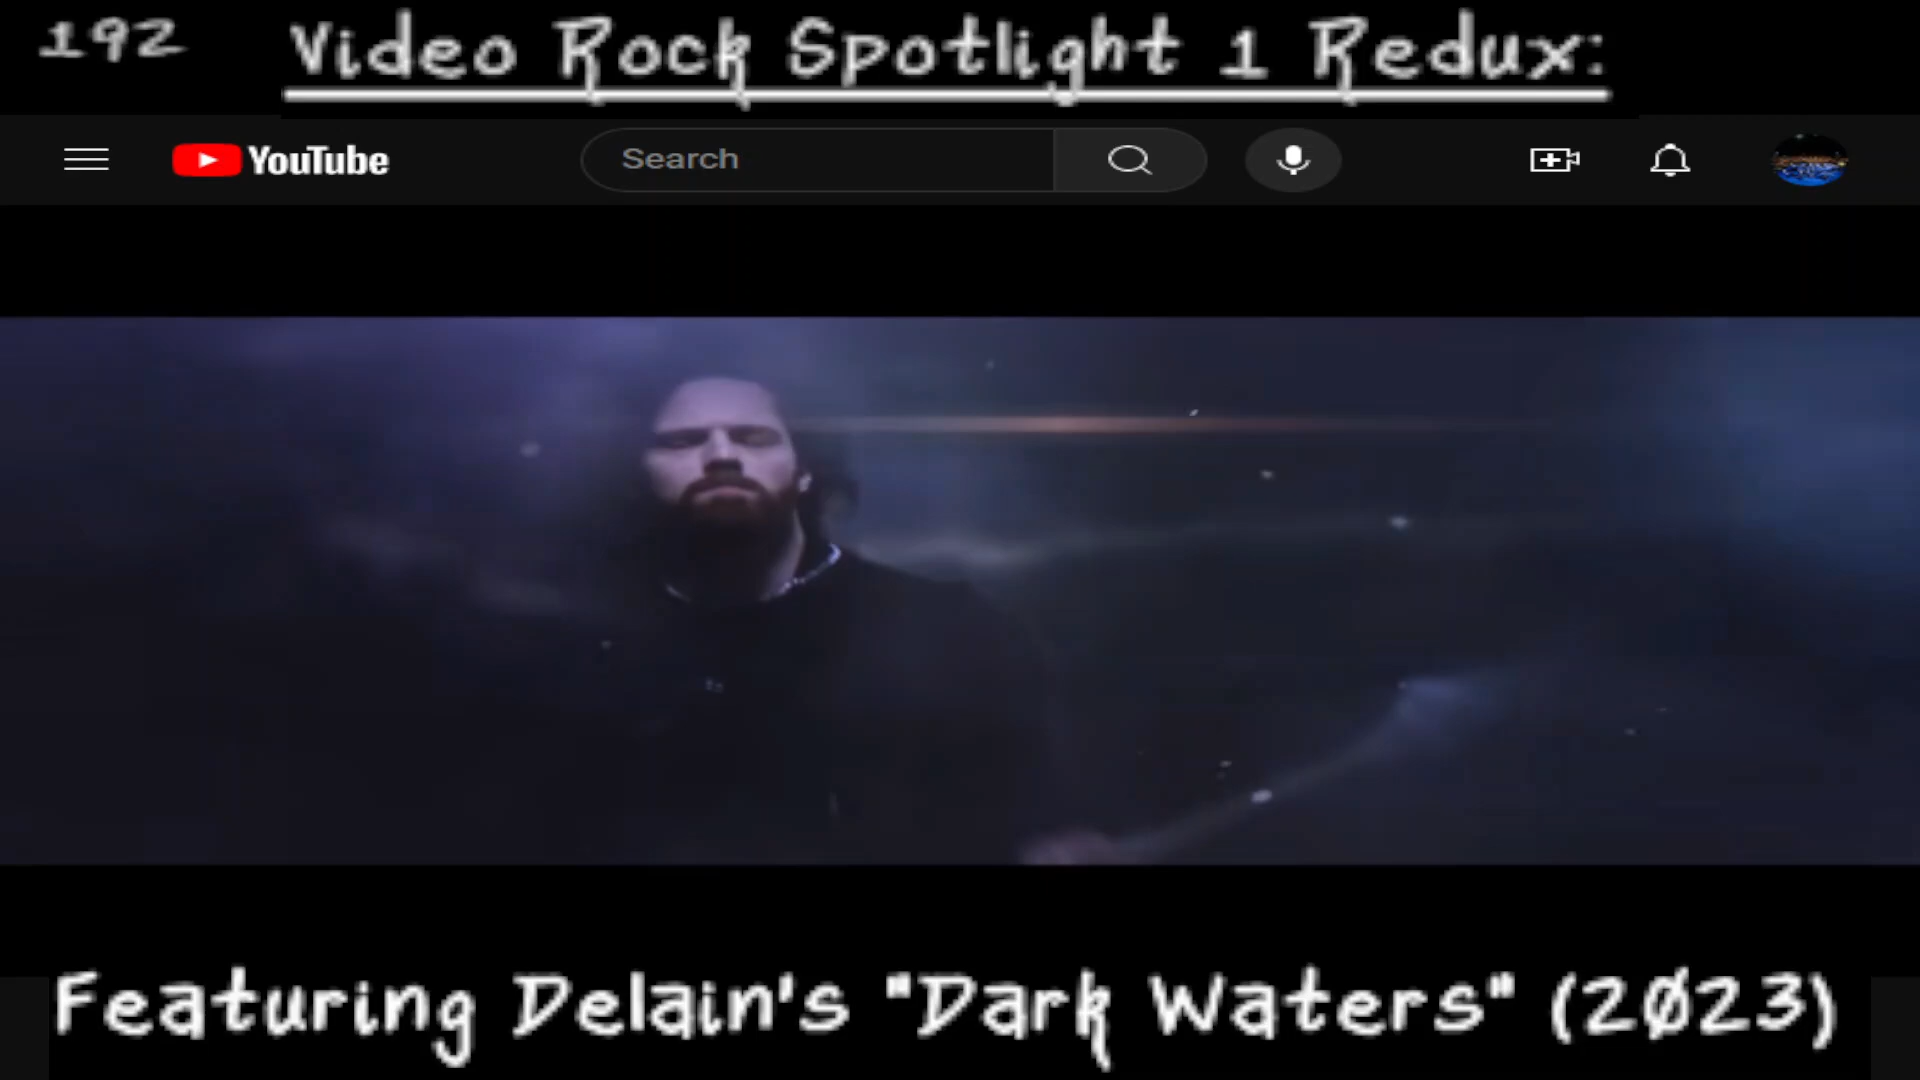 192
Video Rock Spotlight 1 Redux:
YouTube
Search
Featuring Delain's "Dark Waters" (2023)